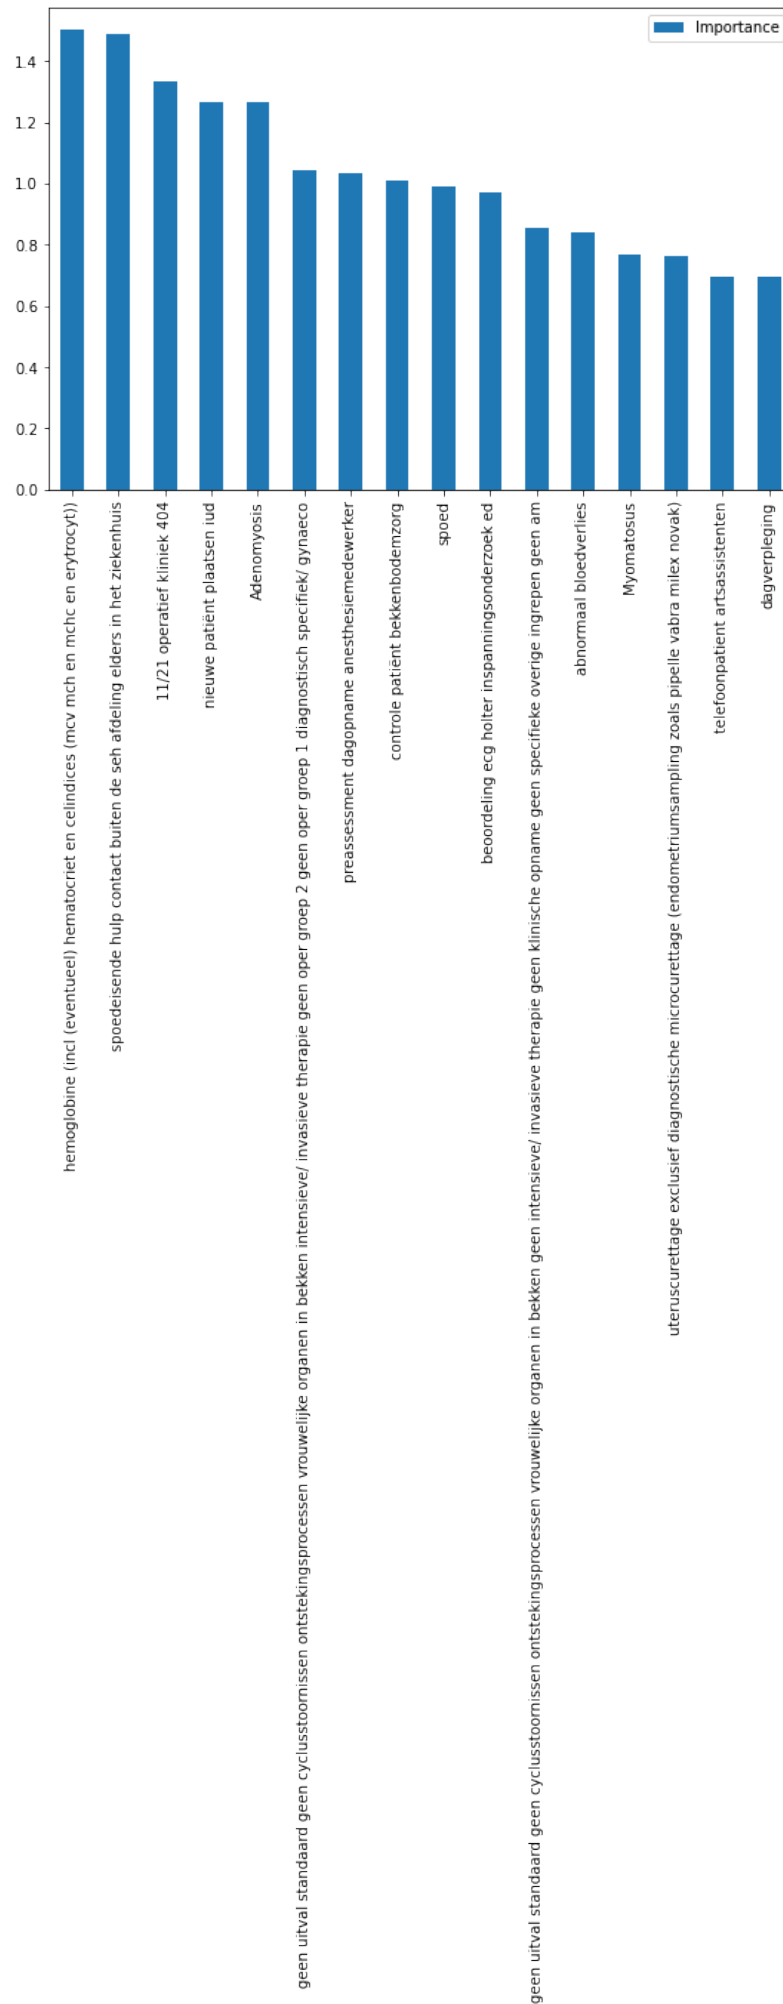 Importance
1.4
1.2
1.0
0.8
0.6
0.4
0.2
0.0
hemoglobine (incl (eventueel) hematocriet en celindices (mcv mch en mchc en erytrocyt))
spoedeisende hulp contact buiten de seh afdeling elders in het ziekenhuis
11/21 operatief kliniek 404
nieuwe patiënt plaatsen iud
Adenomyosis
geen uitval standaard geen cyclusstoornissen ontstekingsprocessen vrouwelijke organen in bekken intensieve/ invasieve therapie geen oper groep 2 geen oper groep 1 diagnostisch specifiek/ gynaeco
preassessment dagopname anesthesiemedewerker
controle patiënt bekkenbodemzorg
spoed
beoordeling ecg holter inspanningsonderzoek ed
geen uitval standaard geen cyclusstoornissen ontstekingsprocessen vrouwelijke organen in bekken geen intensieve/ invasieve therapie geen klinische opname geen specifieke overige ingrepen geen am
abnormaal bloedverlies
Myomatosus
uteruscurettage exclusief diagnostische microcurettage (endometriumsampling zoals pipelle vabra milex novak)
telefoonpatient artsassistenten
dagverpleging